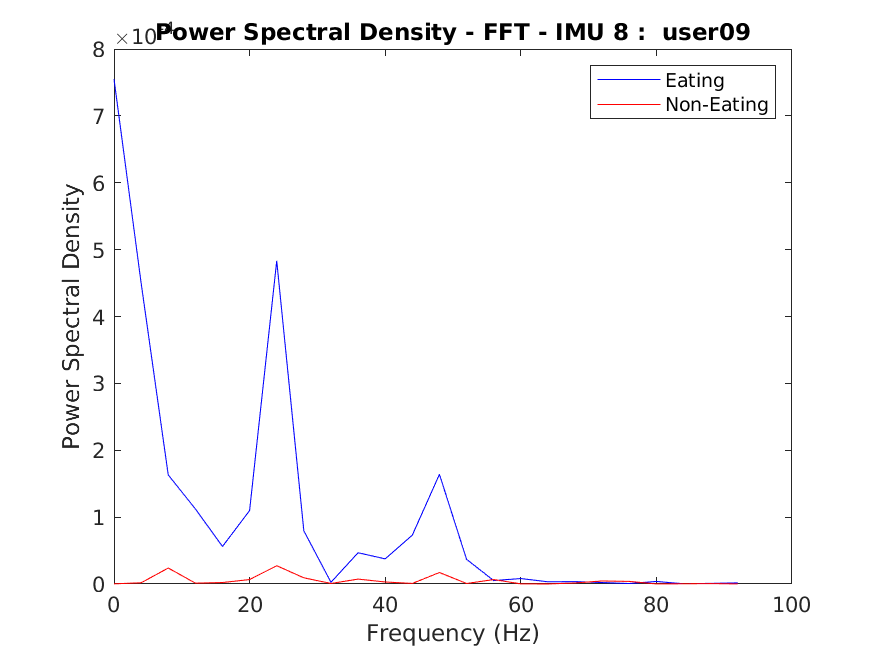 Power Spectral Density - FFT - IMU 8 : user09
×10
8
7
6
5
4
3
2
1
0
Power Spectral Density
Eating
Non-Eating
0 20 40 60 80 100
Frequency (Hz)